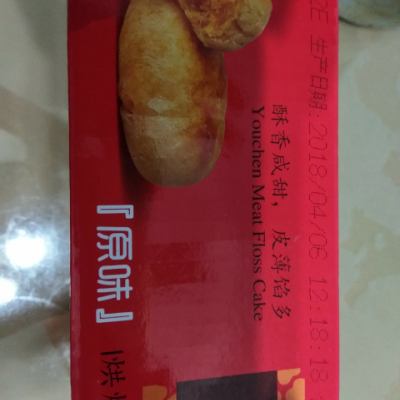 生产日期:2018/04/06 12:18:18
酥香咸甜，皮薄馅多
Youchen Meat Floss Cake
『原味』